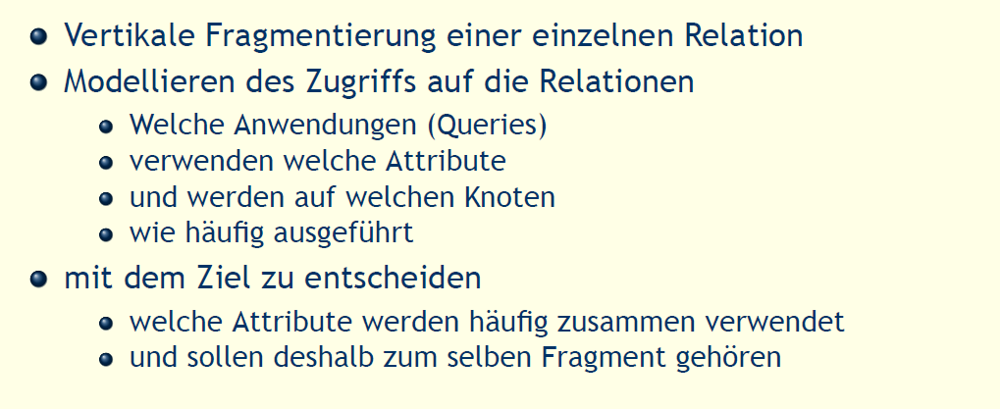 Vertikale Fragmentierung einer einzelnen Relation
Modellieren des Zugriffs auf die Relationen
Welche Anwendungen (Queries)
verwenden welche Attribute
und werden auf welchen Knoten
wie häufig ausgeführt
mit dem Ziel zu entscheiden
welche Attribute werden häufig zusammen verwendet
und sollen deshalb zum selben Fragment gehören